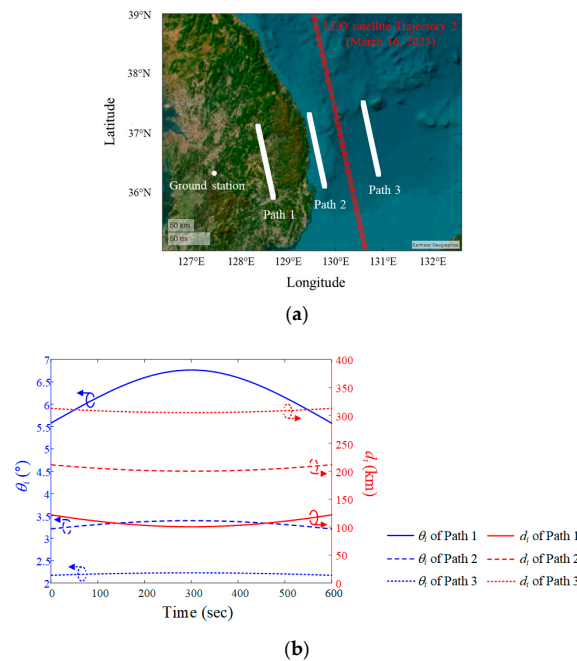 LEO satellite Trajectory 2
(March 16, 2023)
39°N
38°N
37°N
36°N
Latitude
Ground station
Path 1
Path 2
Path 3
50 km
50 mi
Earthstar Geographics
127°E 128°E 129°E 130°E 131°E 132°E
Longitude
(a)
7
6.5
6
5.5
5
4.5
4
3.5
3
2.5
2
θi (°)
400
350
300
250
200
150
100
50
0
di (km)
0 100 200 300 400 500 600
Time (sec)
θi of Path 1 di of Path 1
θi of Path 2 di of Path 2
θi of Path 3 di of Path 3
(b)